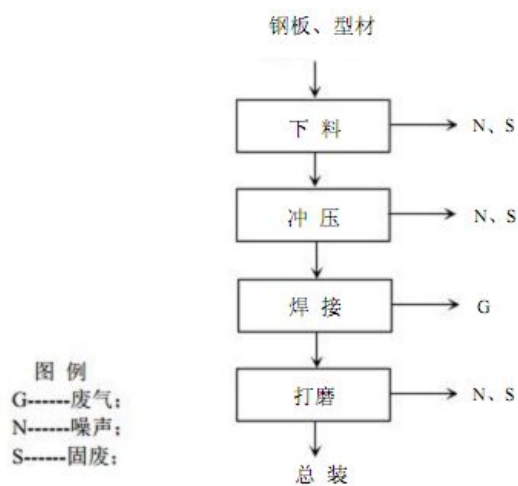 钢板、型材
下 料
N、S
冲 压
N、S
焊 接
G
打磨
N、S
总 装
图 例
G------废气；
N------噪声；
S------固废；